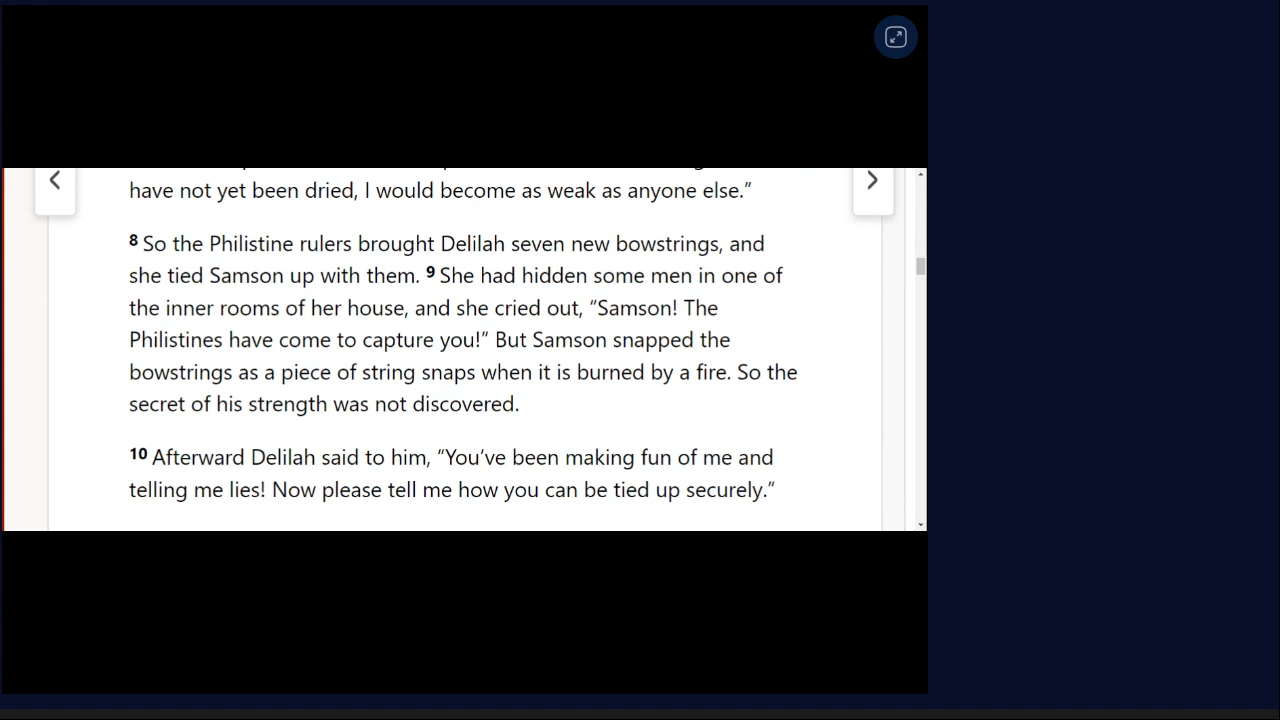 have not yet been dried, I would become as weak as anyone else.”
8 So the Philistine rulers brought Delilah seven new bowstrings, and
she tied Samson up with them. 9 She had hidden some men in one of
the inner rooms of her house, and she cried out, “Samson! The
Philistines have come to capture you!” But Samson snapped the
bowstrings as a piece of string snaps when it is burned by a fire. So the
secret of his strength was not discovered.
10 Afterward Delilah said to him, “You’ve been making fun of me and
telling me lies! Now please tell me how you can be tied up securely.”